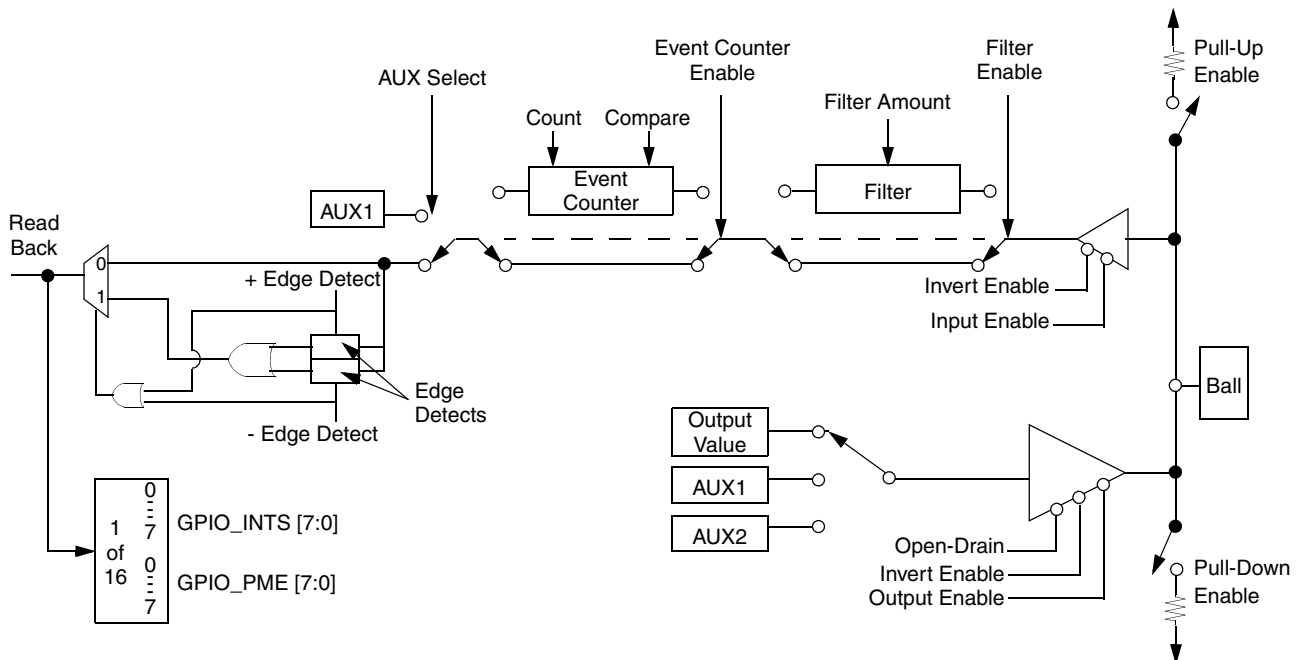 Pull-Up
Enable
Event Counter
Enable
Filter
Enable
AUX Select
Filter Amount
Count
Compare
Event
Counter
Filter
AUX1
Read
Back
0
1
+ Edge Detect
Invert Enable
Input Enable
Edge
Detects
- Edge Detect
Ball
Output
Value
AUX1
AUX2
Open-Drain
Invert Enable
Output Enable
Pull-Down
Enable
1
of
16
0
7
GPIO_INTS [7:0]
0
7
GPIO_PME [7:0]